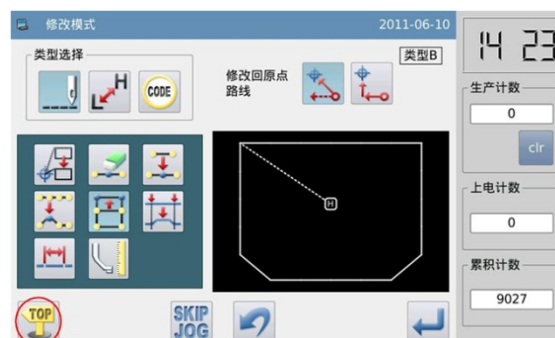 修改模式
2011-06-10
14 23
类型选择
类型B
L H
CODE
修改回原点
路线
生产计数
0
clr
上电计数
0
H
累积计数
9027
TOP
SKIP
JOG